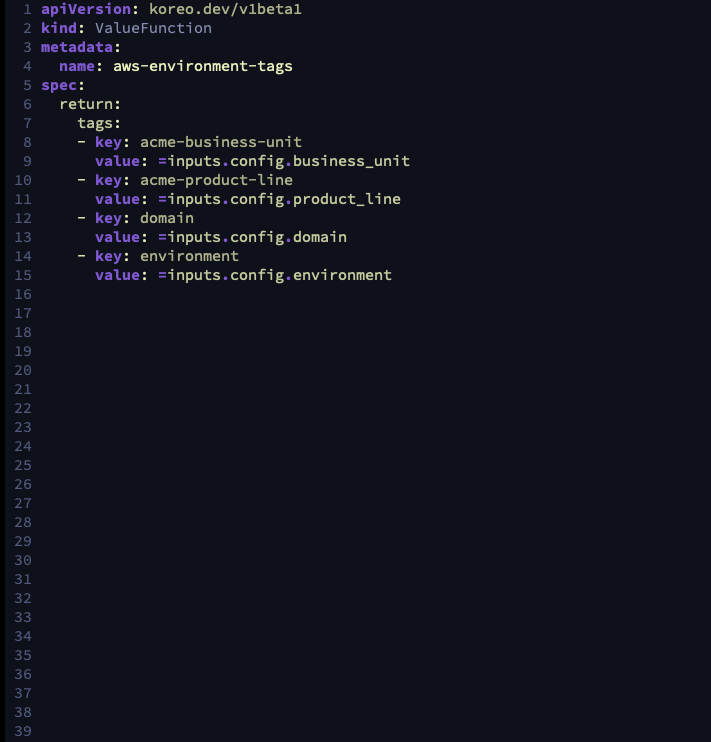 1 apiVersion: koreo.dev/v1beta1
2 kind: ValueFunction
3 metadata:
4   name: aws-environment-tags
5 spec:
6   return:
7     tags:
8     - key: acme-business-unit
9       value: =inputs.config.business_unit
10     - key: acme-product-line
11       value: =inputs.config.product_line
12     - key: domain
13       value: =inputs.config.domain
14     - key: environment
15       value: =inputs.config.environment
16
17
18
19
20
21
22
23
24
25
26
27
28
29
30
31
32
33
34
35
36
37
38
39